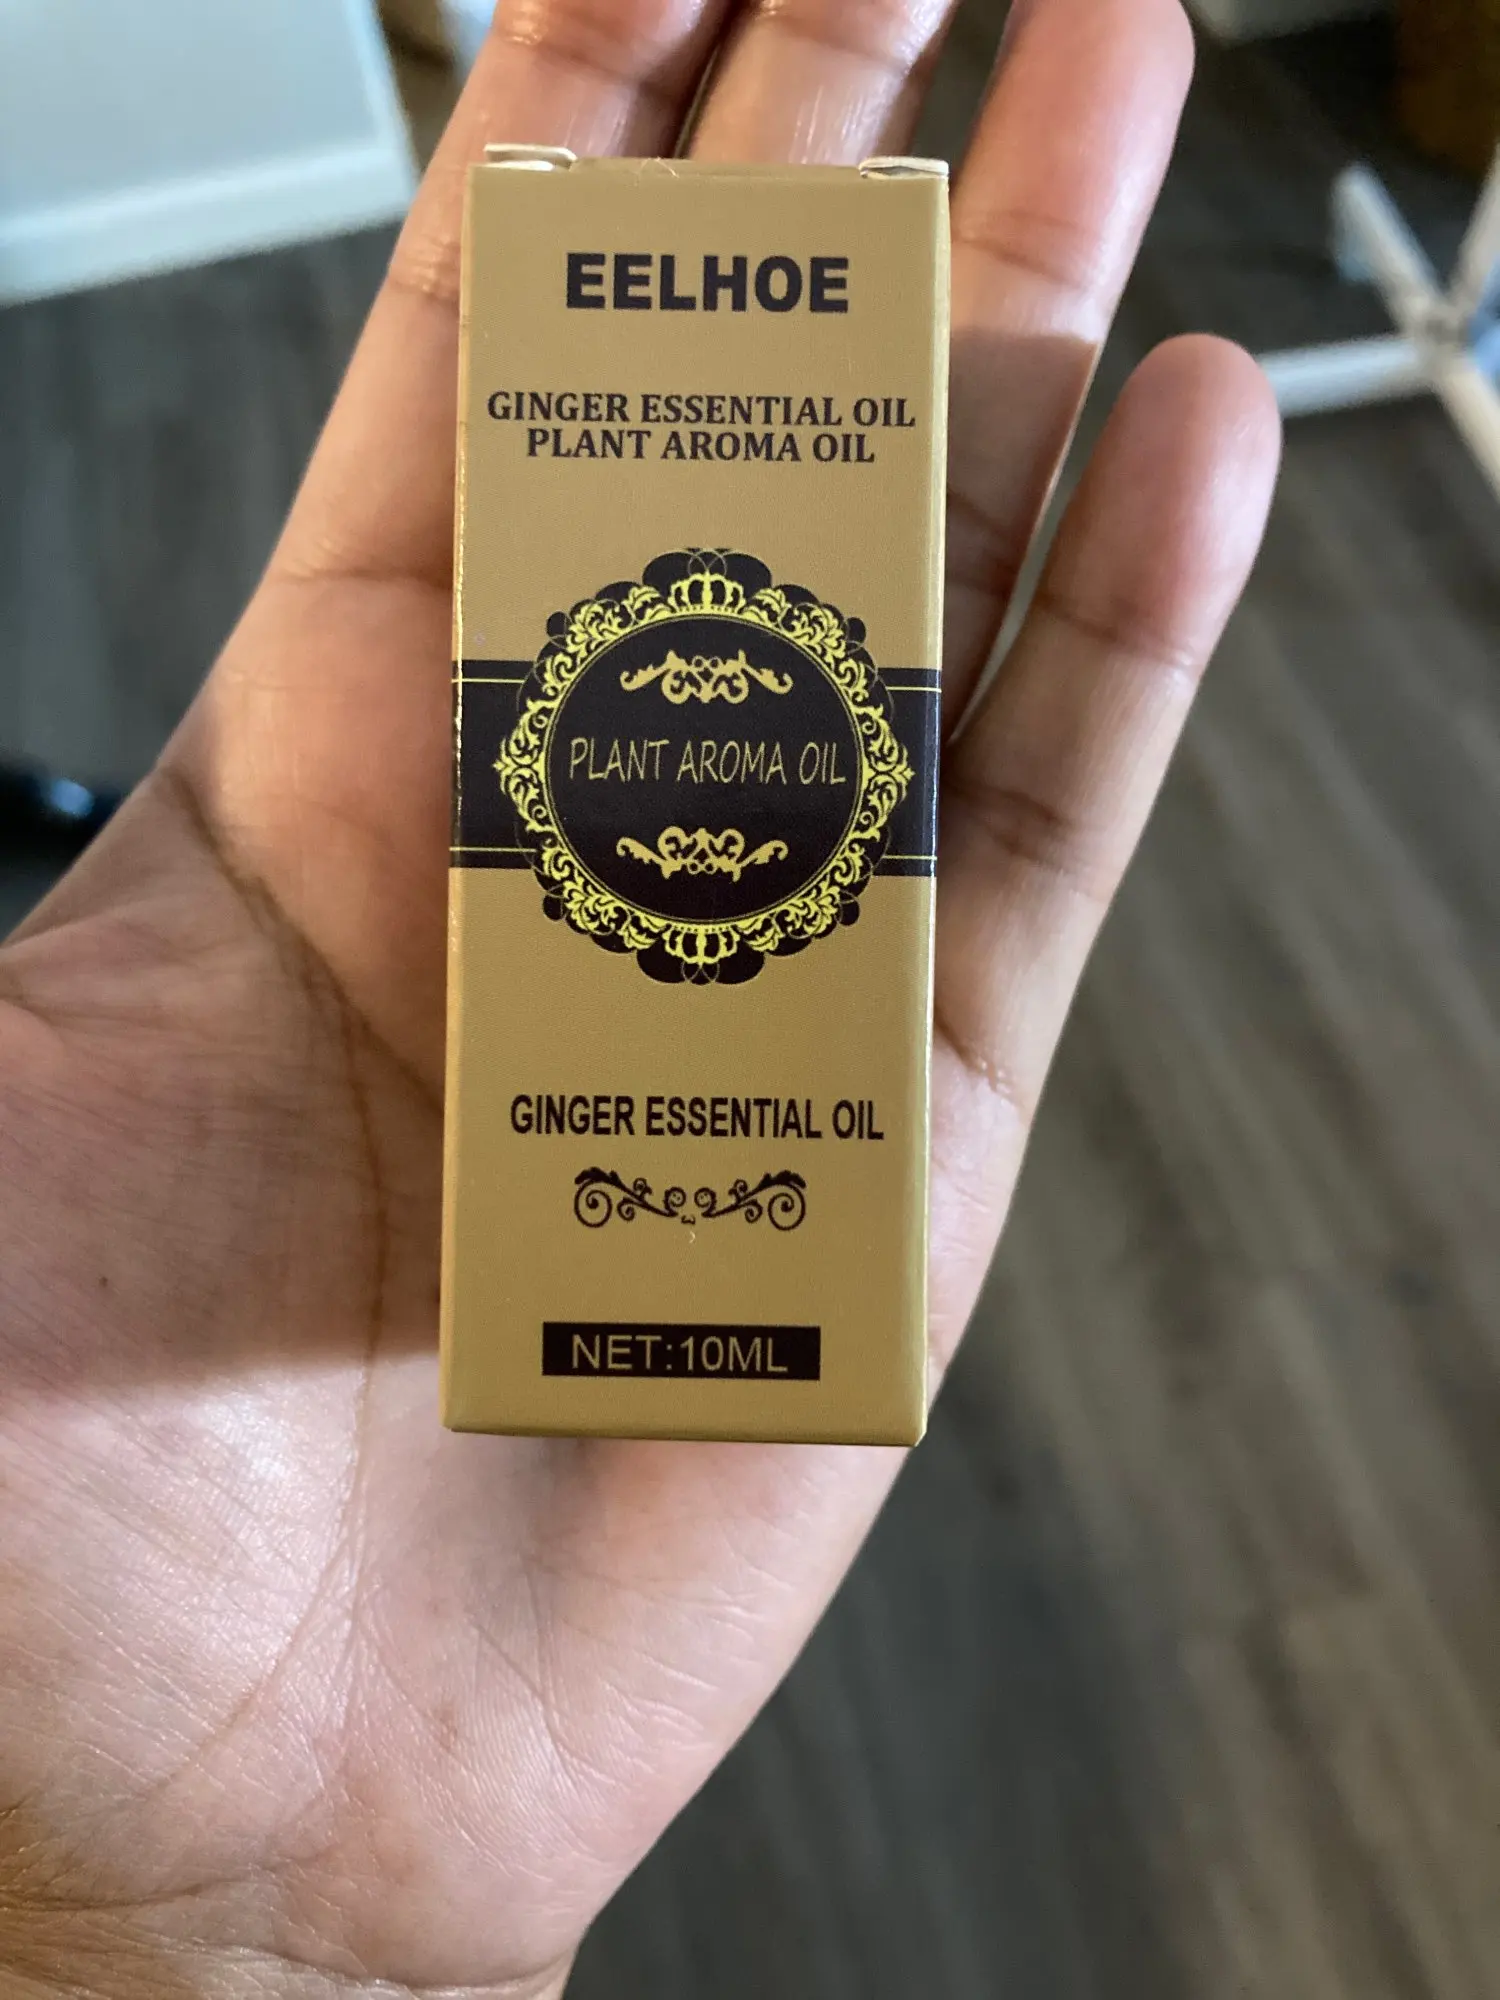 EELHOE
GINGER ESSENTIAL OIL
PLANT AROMA OIL
PLANT AROMA OIL
GINGER ESSENTIAL OIL
NET:10ML